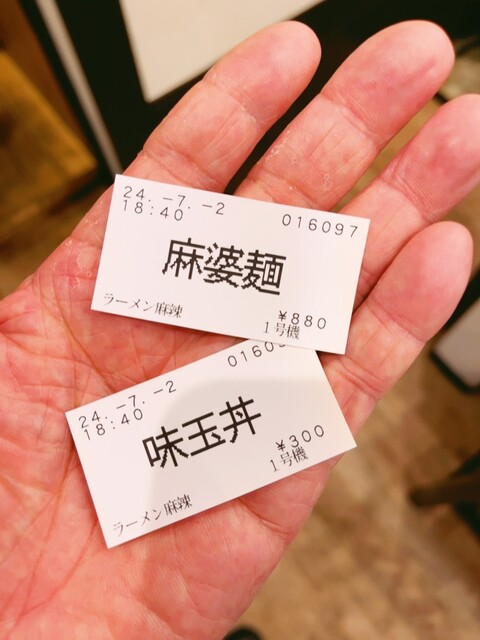 24. -7. -2
18:40
016097
麻婆麺
ラーメン麻辣
¥880
1号機
24. -7. -2
18:40
0160
味玉丼
¥300
ラーメン麻辣
1号機